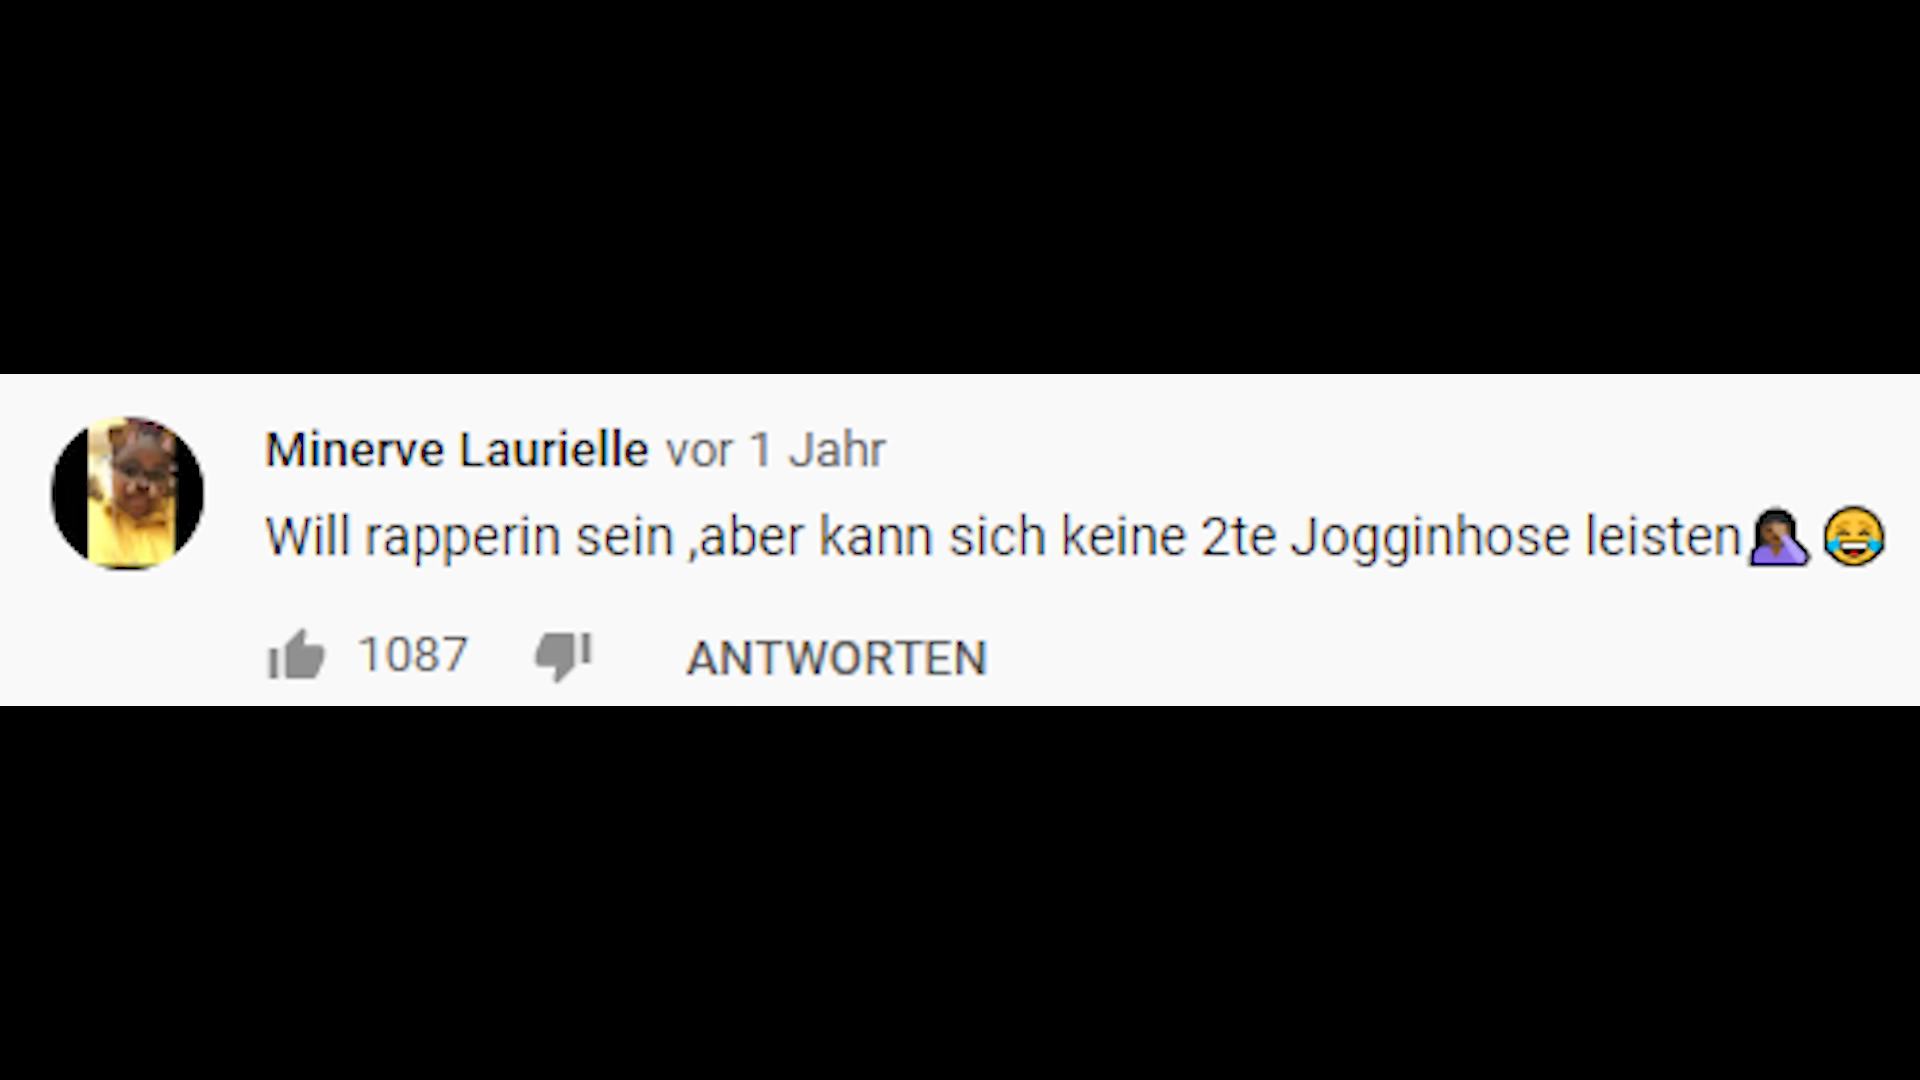 Minerve Laurielle vor 1 Jahr
Will rapperin sein ,aber kann sich keine 2te Jogginhose leisten🤦🏾‍♀️😂
1087 ANTWORTEN